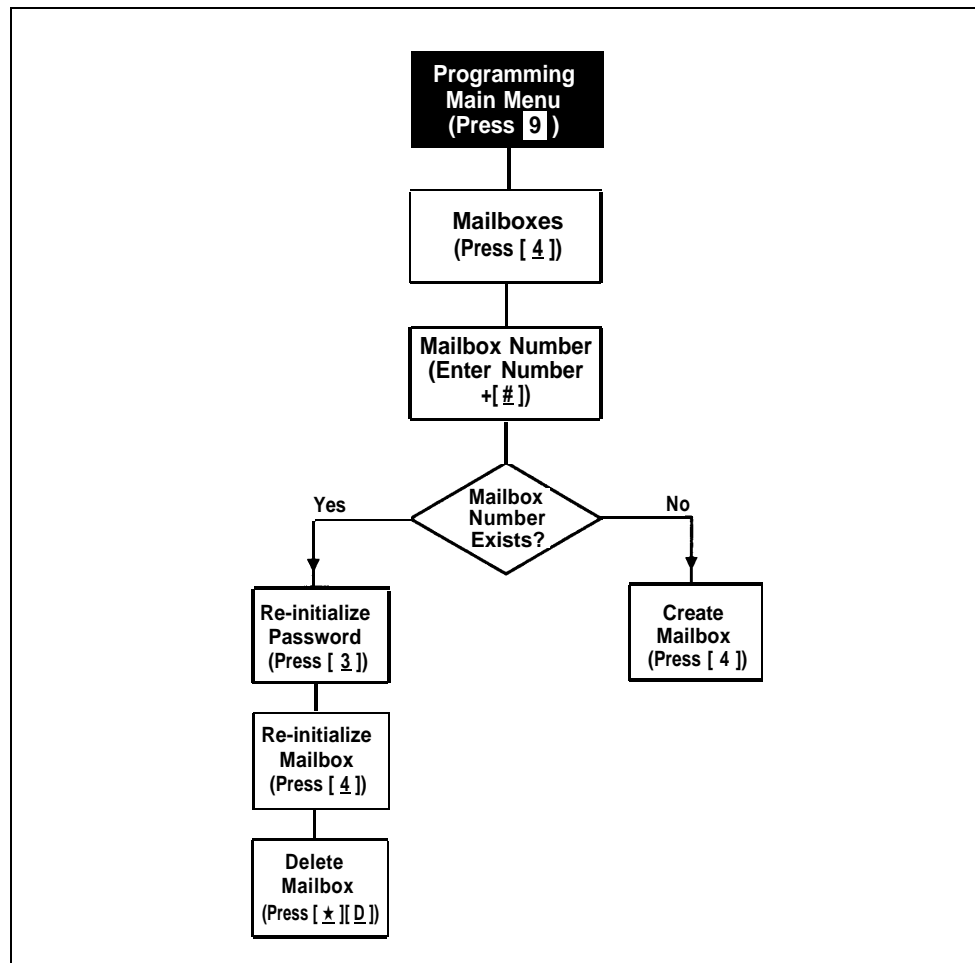 Programming
Main Menu
(Press 9 )
Mailboxes
(Press [ 4 ])
Mailbox Number
(Enter Number
+[ # ])
Mailbox
Number
Exists?
Yes
No
Re-initialize
Password
(Press [ 3 ])
Create
Mailbox
(Press [ 4 ])
Re-initialize
Mailbox
(Press [ 4 ])
Delete
Mailbox
(Press [ ★ ][ D ])